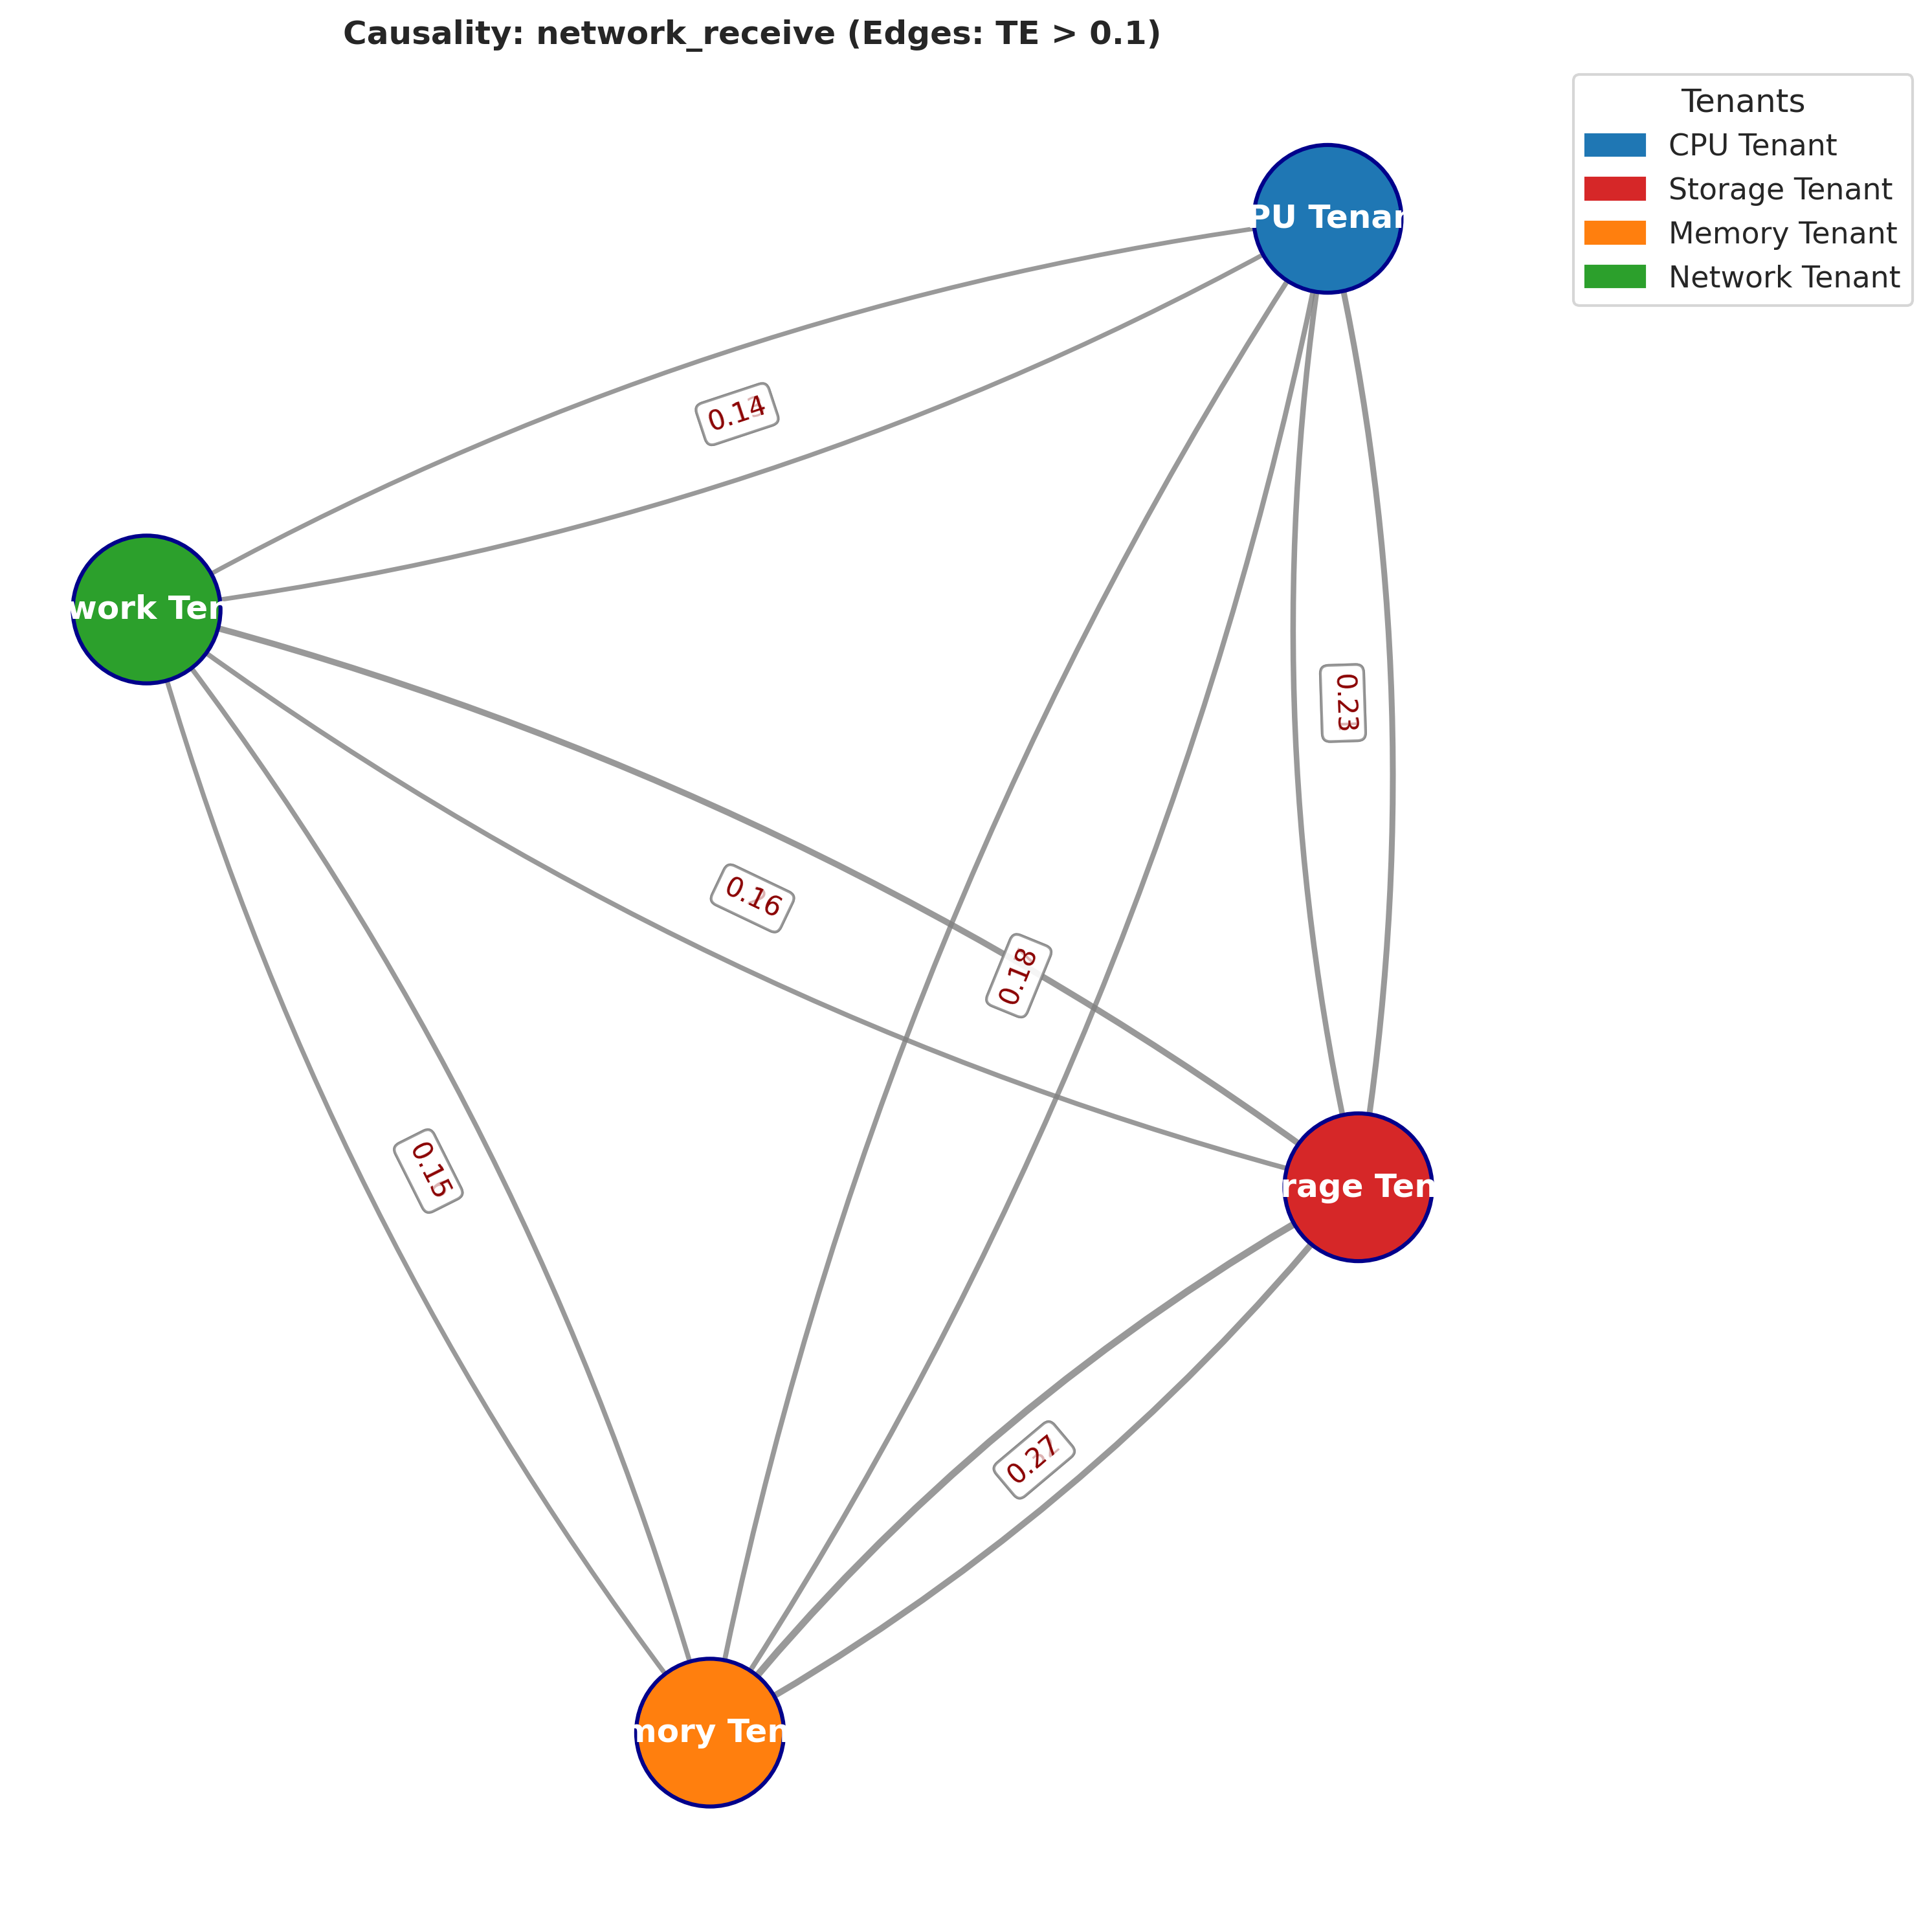 Causality: network_receive (Edges: TE > 0.1)
Tenants
CPU Tenant
Storage Tenant
Memory Tenant
Network Tenant
PU Tenan
0.14
work Ten
0.23
0.16
0.18
0.15
rage Ten
0.27
mory Ten